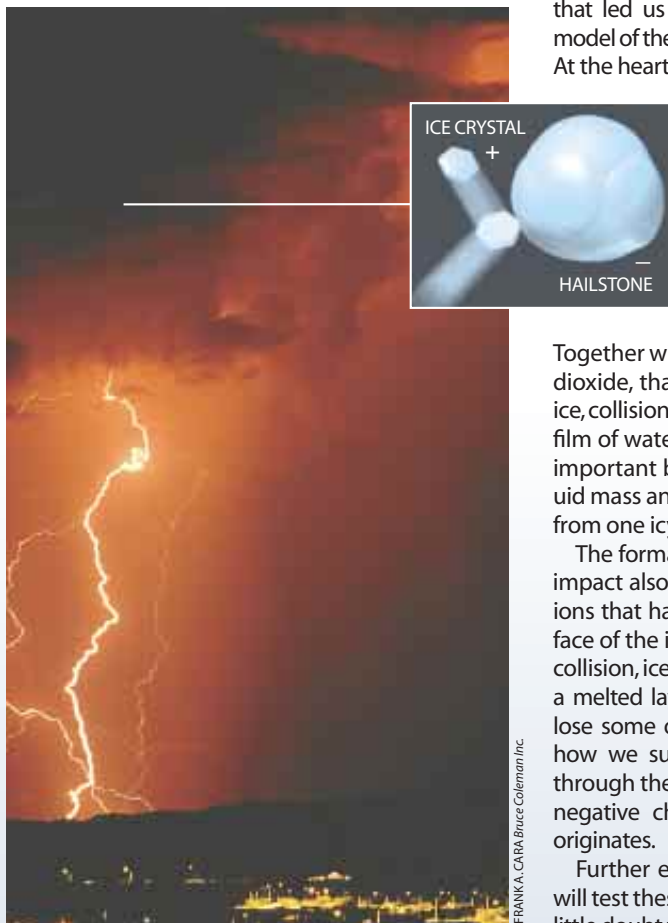 that led us
model of the
At the heart
ICE CRYSTAL
+
–
HAILSTONE
Together w
dioxide, tha
ice, collision
film of wate
important b
uid mass an
from one icy
The forma
impact also
ions that ha
face of the i
collision, ice
a melted la
lose some o
how we su
through the
negative ch
originates.
Further e
will test the
little doubt
FRANK A. CARA Bruce Coleman Inc.